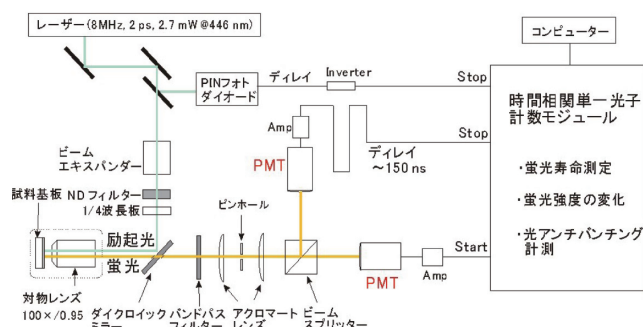 レーザー(8MHz, 2 ps, 2.7 mW @446 nm)
コンピューター
PINフォト
ダイオード
ディレイ
Inverter
Stop
時間相関単一光子
計数モジュール
・蛍光寿命測定
・蛍光強度の変化
・光アンチバンチング
計測
Amp
Stop
PMT
ディレイ
～150 ns
ビーム
エキスパンダー
試料基板
NDフィルター
1/4波長板
ピンホール
励起光
蛍光
Start
PMT
Amp
対物レンズ
100×/0.95
ダイクロイック
ミラー
バンドパス
フィルター
アクロマート
レンズ
ビーム
スプリッター